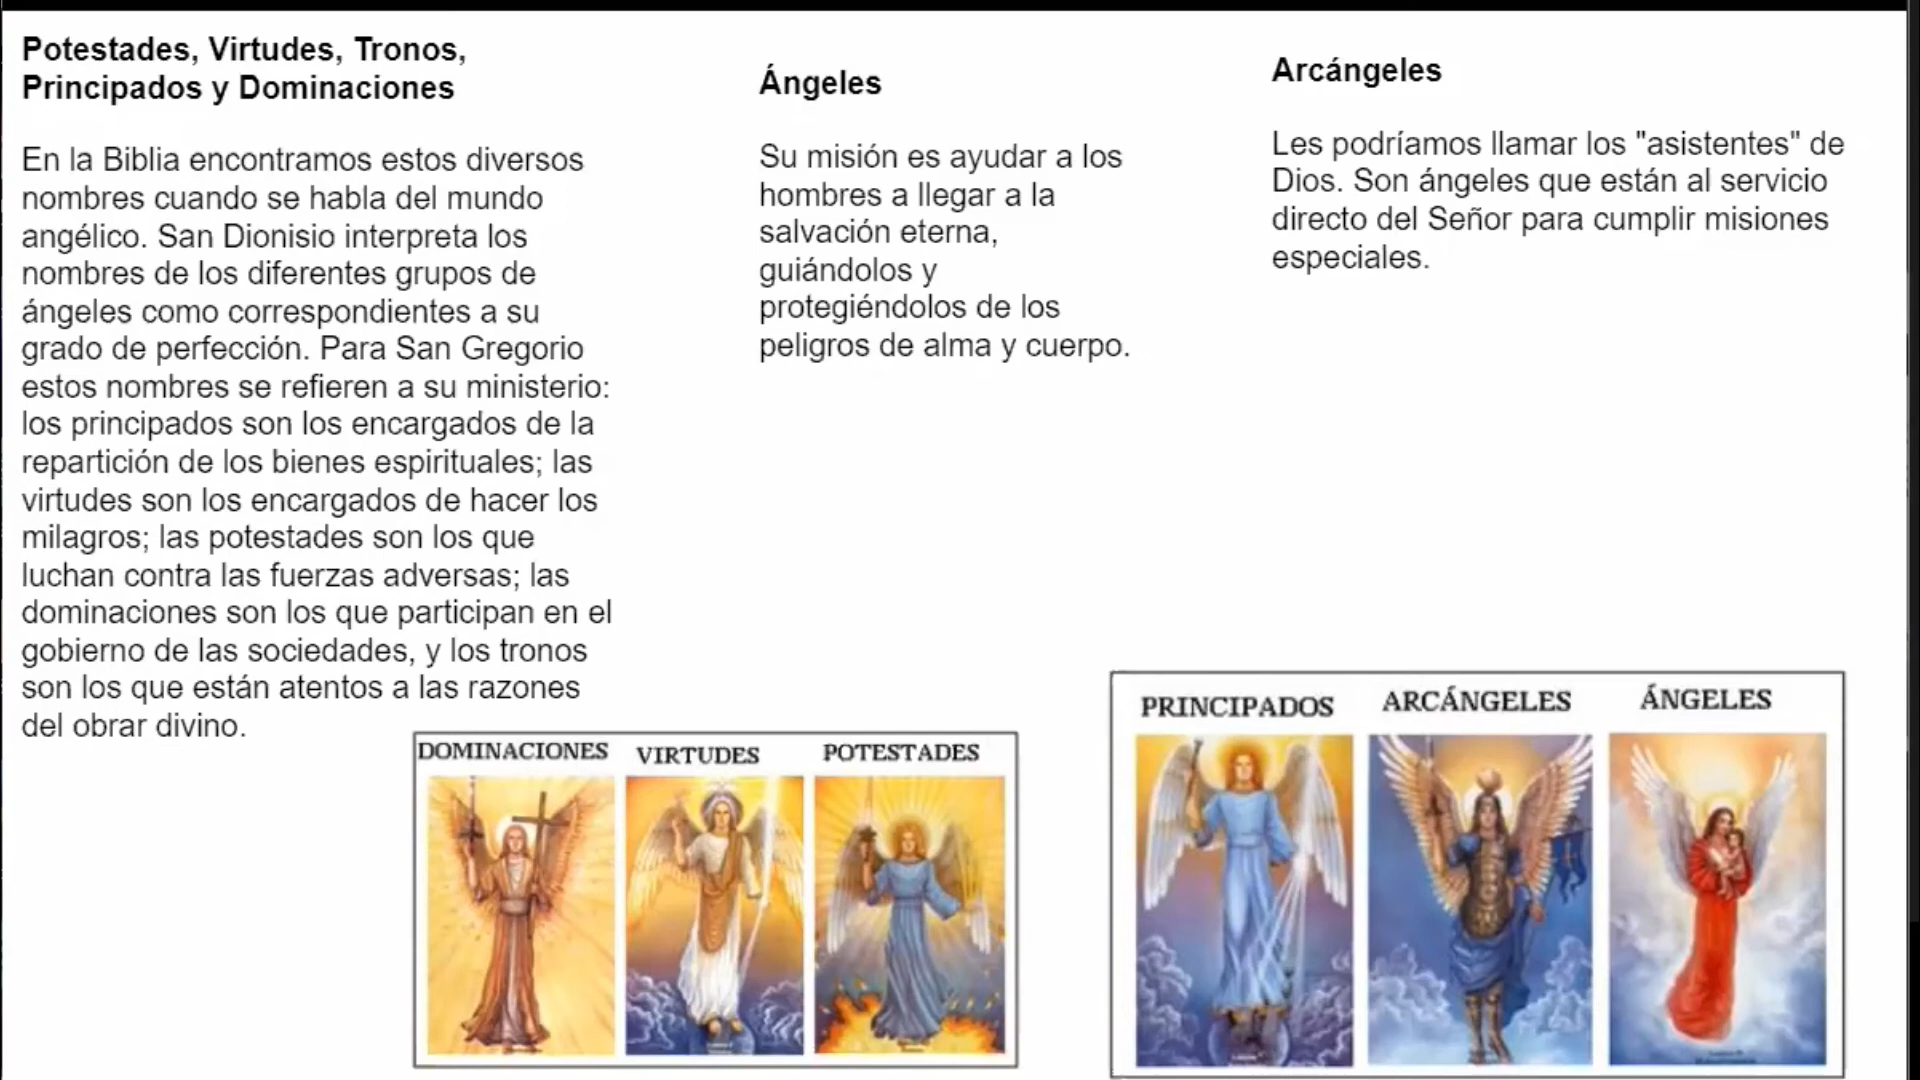 Potestades, Virtudes, Tronos,
Principados y Dominaciones
En la Biblia encontramos estos diversos
nombres cuando se habla del mundo
angélico. San Dionisio interpreta los
nombres de los diferentes grupos de
ángeles como correspondientes a su
grado de perfección. Para San Gregorio
estos nombres se refieren a su ministerio:
los principados son los encargados de la
repartición de los bienes espirituales; las
virtudes son los encargados de hacer los
milagros; las potestades son los que
luchan contra las fuerzas adversas; las
dominaciones son los que participan en el
gobierno de las sociedades, y los tronos
son los que están atentos a las razones
del obrar divino.
Ángeles
Su misión es ayudar a los
hombres a llegar a la
salvación eterna,
guiándolos y
protegiéndolos de los
peligros de alma y cuerpo.
Arcángeles
Les podríamos llamar los "asistentes" de
Dios. Son ángeles que están al servicio
directo del Señor para cumplir misiones
especiales.
DOMINACIONES
VIRTUDES
POTESTADES
PRINCIPADOS
ARCÁNGELES
ÁNGELES